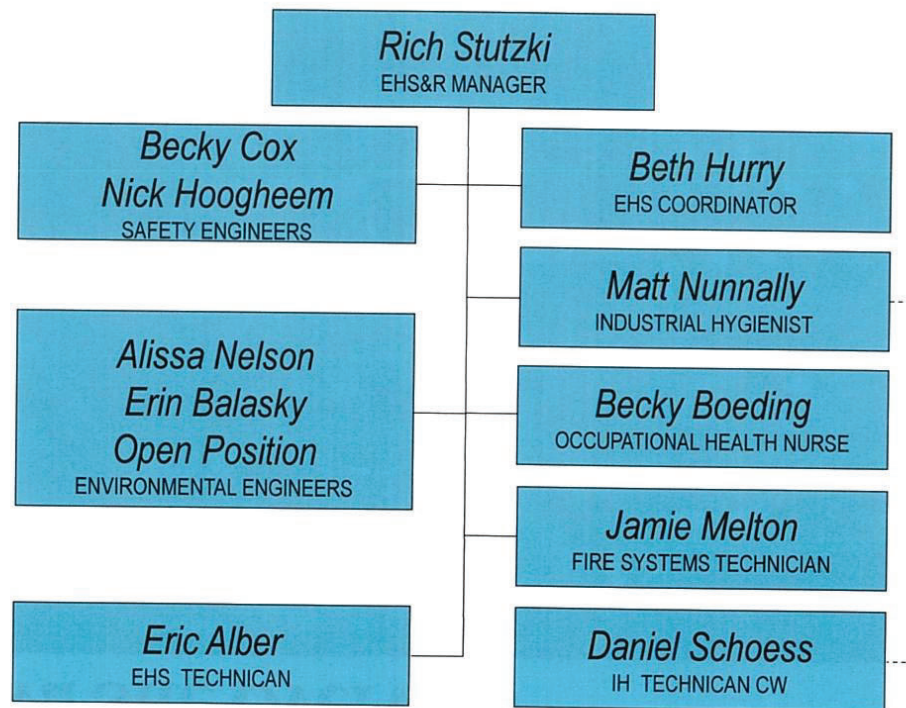 Rich Stutzki
EHS&R MANAGER
Becky Cox
Nick Hoogheem
SAFETY ENGINEERS
Beth Hurry
EHS COORDINATOR
Matt Nunnally
INDUSTRIAL HYGIENIST
Alissa Nelson
Erin Balasky
Open Position
ENVIRONMENTAL ENGINEERS
Becky Boeding
OCCUPATIONAL HEALTH NURSE
Jamie Melton
FIRE SYSTEMS TECHNICIAN
Eric Alber
EHS TECHNICAN
Daniel Schoess
IH TECHNICAN CW